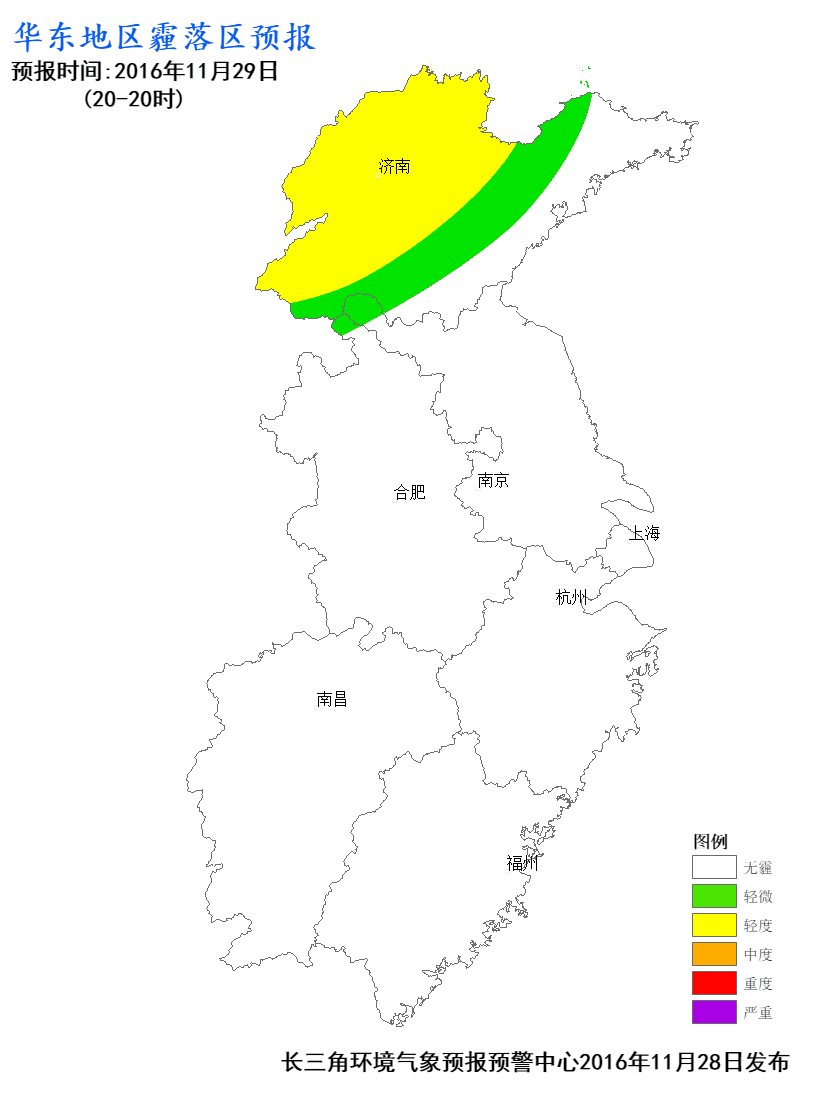 华东地区霾落区预报
预报时间:2016年11月29日
(20-20时)
济南
南京
合肥
上海
杭州
南昌
福州
图例
无霾
轻微
轻度
中度
重度
严重
长三角环境气象预报预警中心2016年11月28日发布